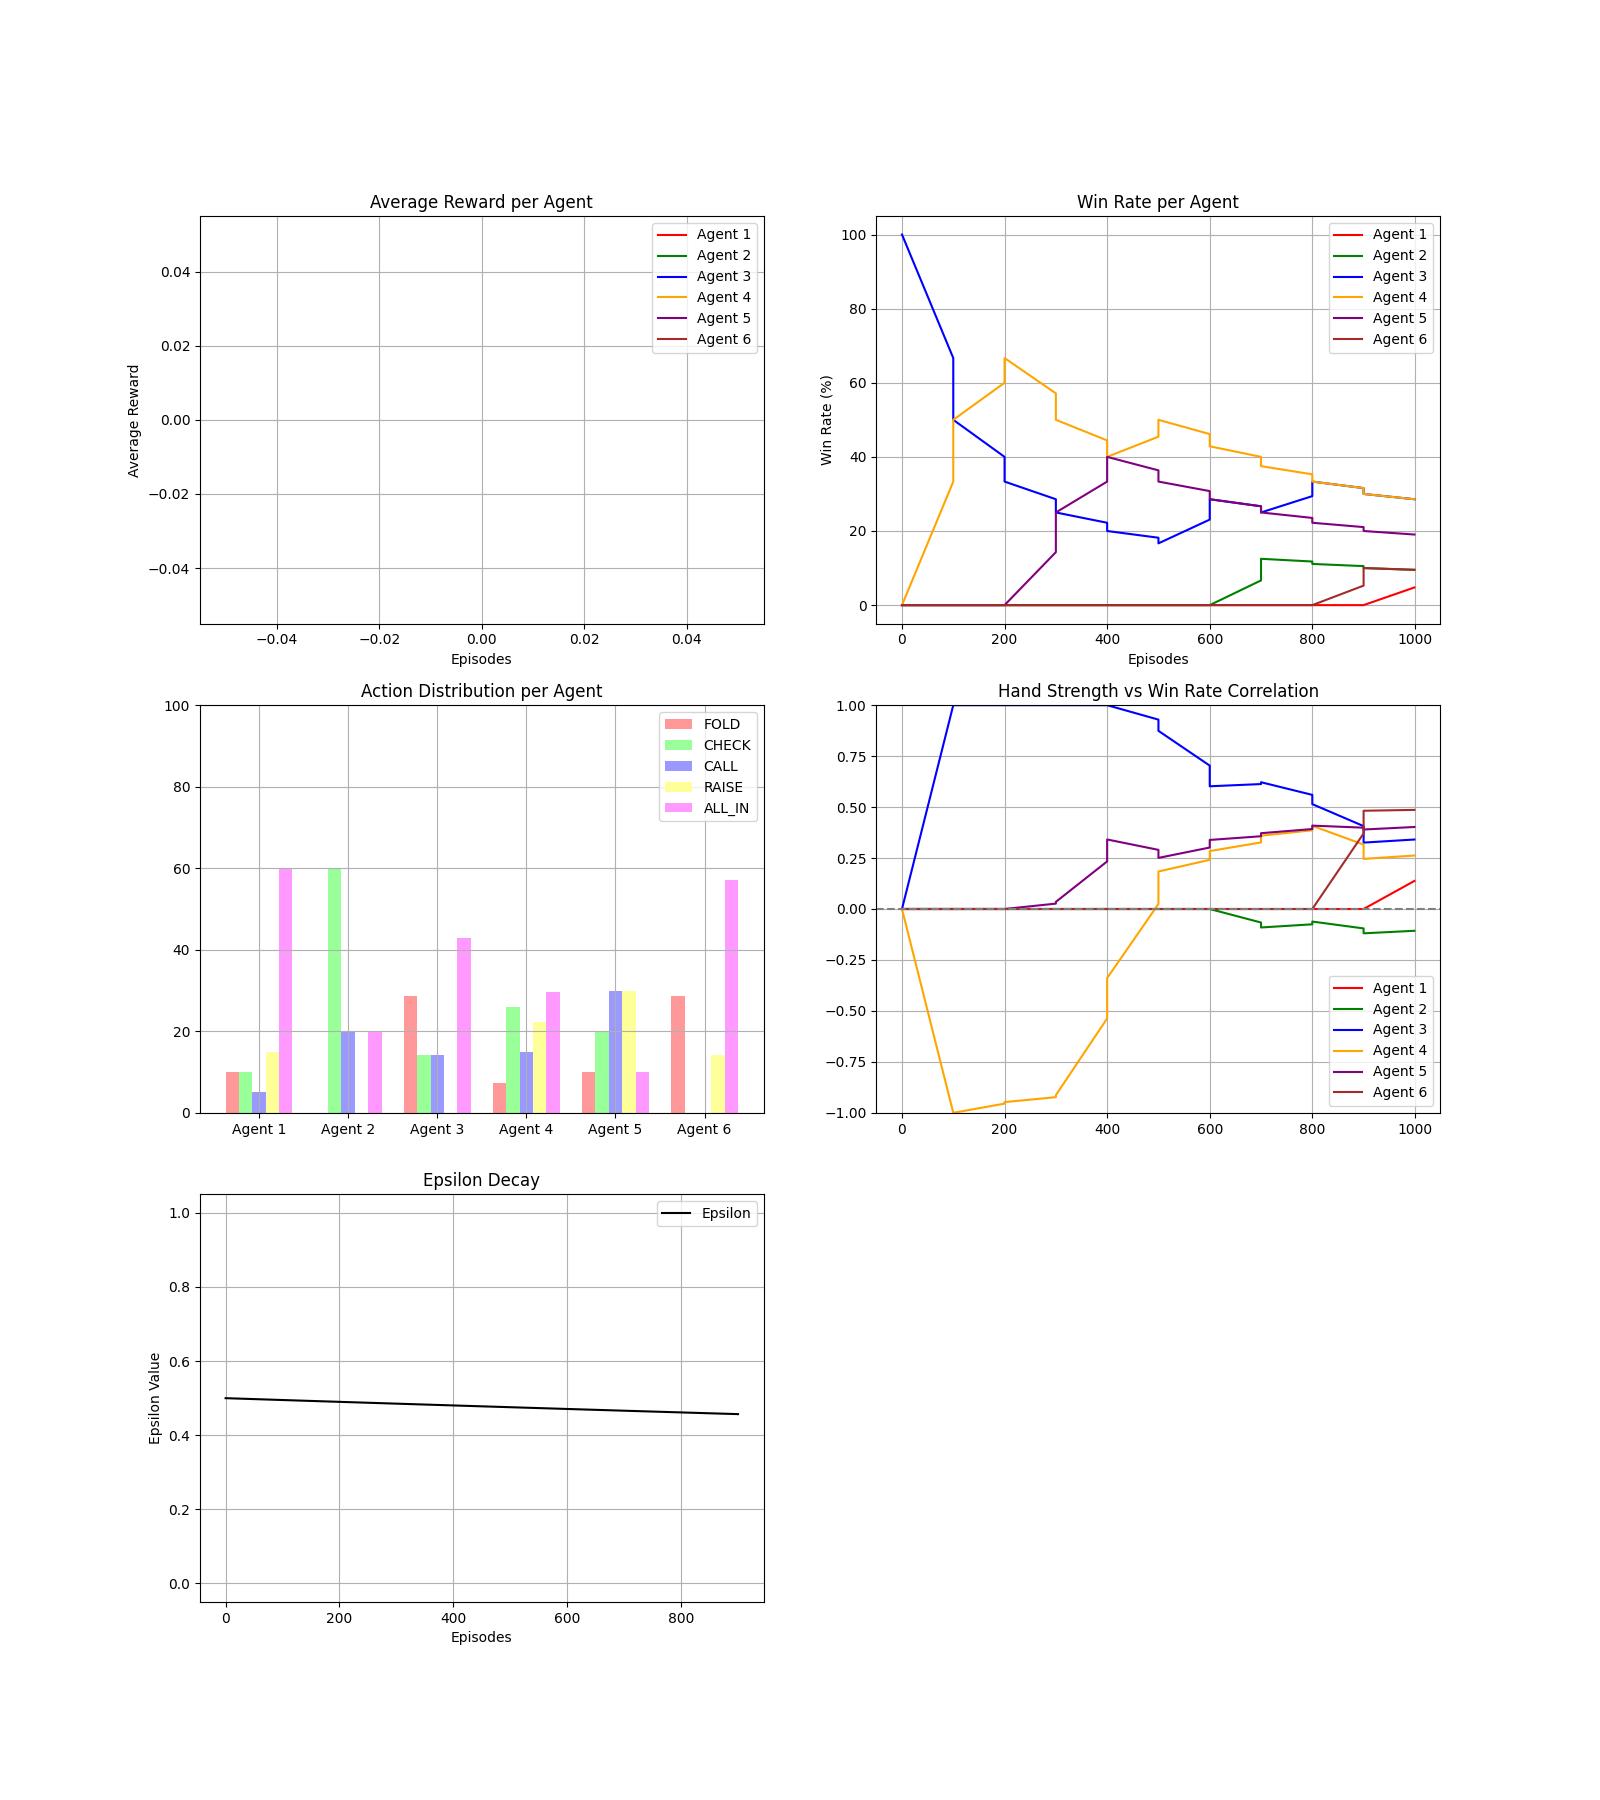 Average Reward per Agent
Average Reward
0.04
0.02
0.00
−0.02
−0.04
−0.04 −0.02 0.00 0.02 0.04
Episodes
Agent 1
Agent 2
Agent 3
Agent 4
Agent 5
Agent 6
Win Rate per Agent
Win Rate (%)
100
80
60
40
20
0
0 200 400 600 800 1000
Episodes
Agent 1
Agent 2
Agent 3
Agent 4
Agent 5
Agent 6
Action Distribution per Agent
100
80
60
40
20
0
Agent 1 Agent 2 Agent 3 Agent 4 Agent 5 Agent 6
FOLD
CHECK
CALL
RAISE
ALL_IN
Hand Strength vs Win Rate Correlation
1.00
0.75
0.50
0.25
0.00
−0.25
−0.50
−0.75
−1.00
0 200 400 600 800 1000
Agent 1
Agent 2
Agent 3
Agent 4
Agent 5
Agent 6
Epsilon Decay
Epsilon Value
1.0
0.8
0.6
0.4
0.2
0.0
0 200 400 600 800
Episodes
Epsilon